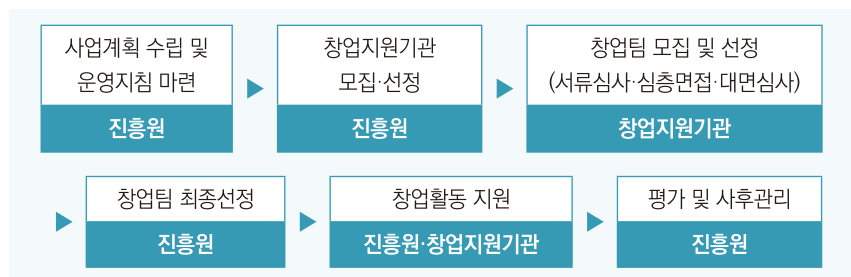 사업계획 수립 및
운영지침 마련
진흥원
창업지원기관
모집·선정
진흥원
창업팀 모집 및 선정
(서류심사·심층면접·대면심사)
창업지원기관
창업팀 최종선정
진흥원
창업활동 지원
진흥원·창업지원기관
평가 및 사후관리
진흥원